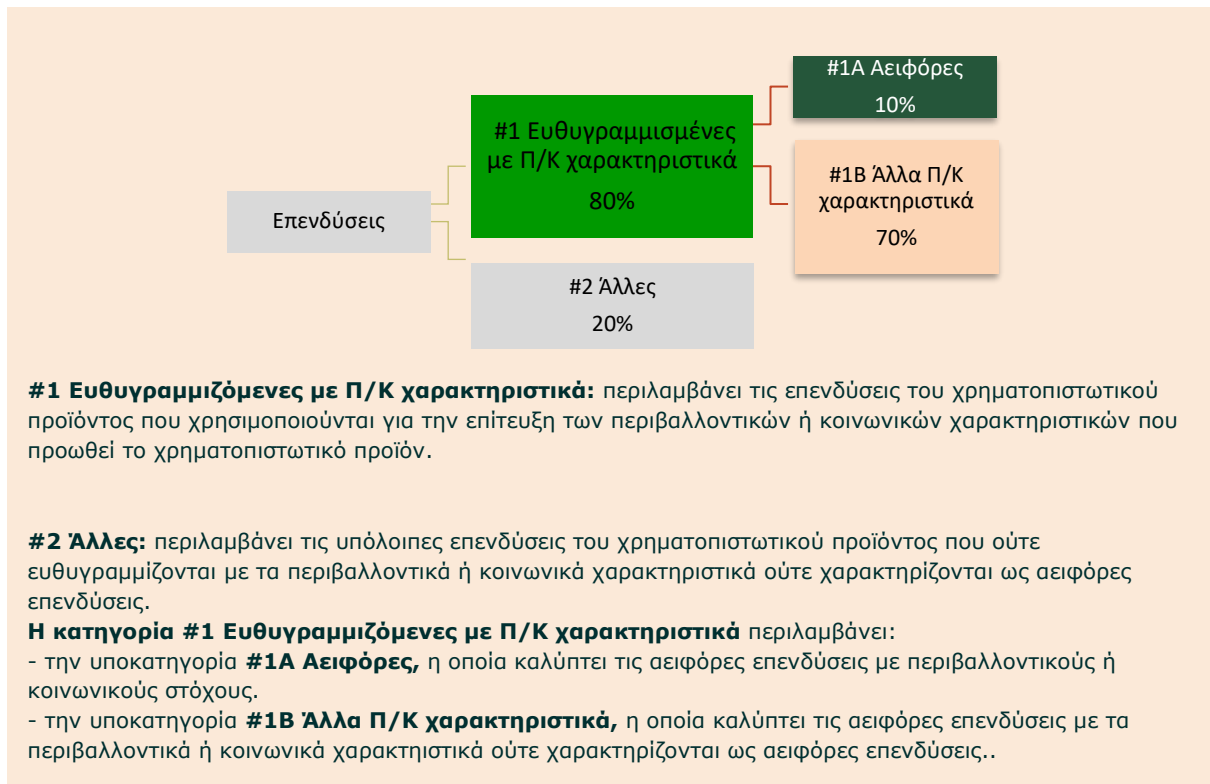 #1Α Αειφόρες
10%
#1 Ευθυγραμμισμένες
με Π/Κ χαρακτηριστικά
80%
#1Β Άλλα Π/Κ
χαρακτηριστικά
70%
Επενδύσεις
#2 Άλλες
20%
#1 Ευθυγραμμιζόμενες με Π/Κ χαρακτηριστικά: περιλαμβάνει τις επενδύσεις του χρηματοπιστωτικού
προϊόντος που χρησιμοποιούνται για την επίτευξη των περιβαλλοντικών ή κοινωνικών χαρακτηριστικών που
προωθεί το χρηματοπιστωτικό προϊόν.
#2 Άλλες: περιλαμβάνει τις υπόλοιπες επενδύσεις του χρηματοπιστωτικού προϊόντος που ούτε
ευθυγραμμίζονται με τα περιβαλλοντικά ή κοινωνικά χαρακτηριστικά ούτε χαρακτηρίζονται ως αειφόρες
επενδύσεις.
Η κατηγορία #1 Ευθυγραμμιζόμενες με Π/Κ χαρακτηριστικά περιλαμβάνει:
- την υποκατηγορία #1Α Αειφόρες, η οποία καλύπτει τις αειφόρες επενδύσεις με περιβαλλοντικούς ή
κοινωνικούς στόχους.
- την υποκατηγορία #1Β Άλλα Π/Κ χαρακτηριστικά, η οποία καλύπτει τις αειφόρες επενδύσεις με τα
περιβαλλοντικά ή κοινωνικά χαρακτηιστικά ούτε χαρακτηρίζονται ως αειφόρες επενδύσεις..